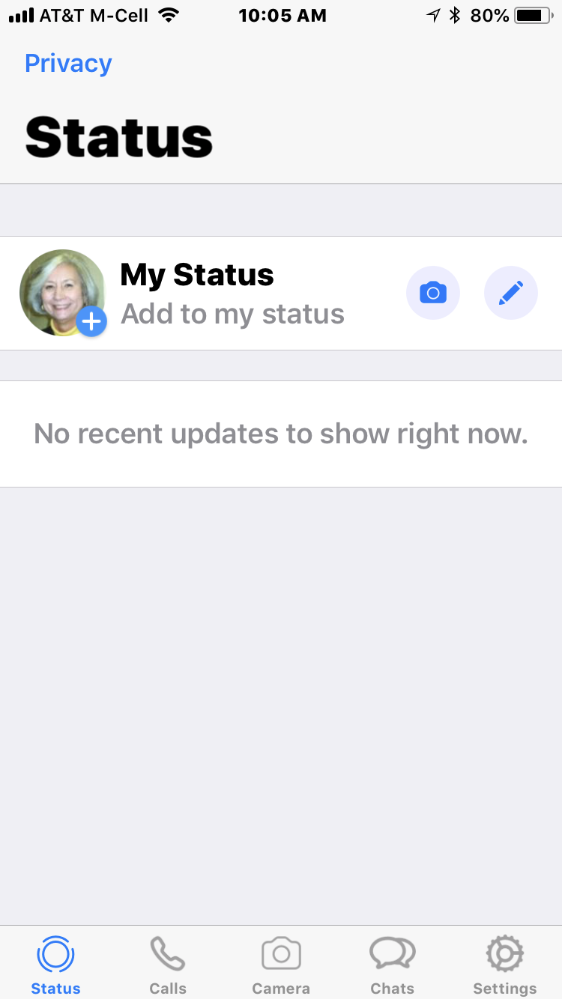 AT&T M-Cell 10:05 AM 80%
Privacy
Status
My Status
Add to my status
No recent updates to show right now.
Status Calls Camera Chats Settings